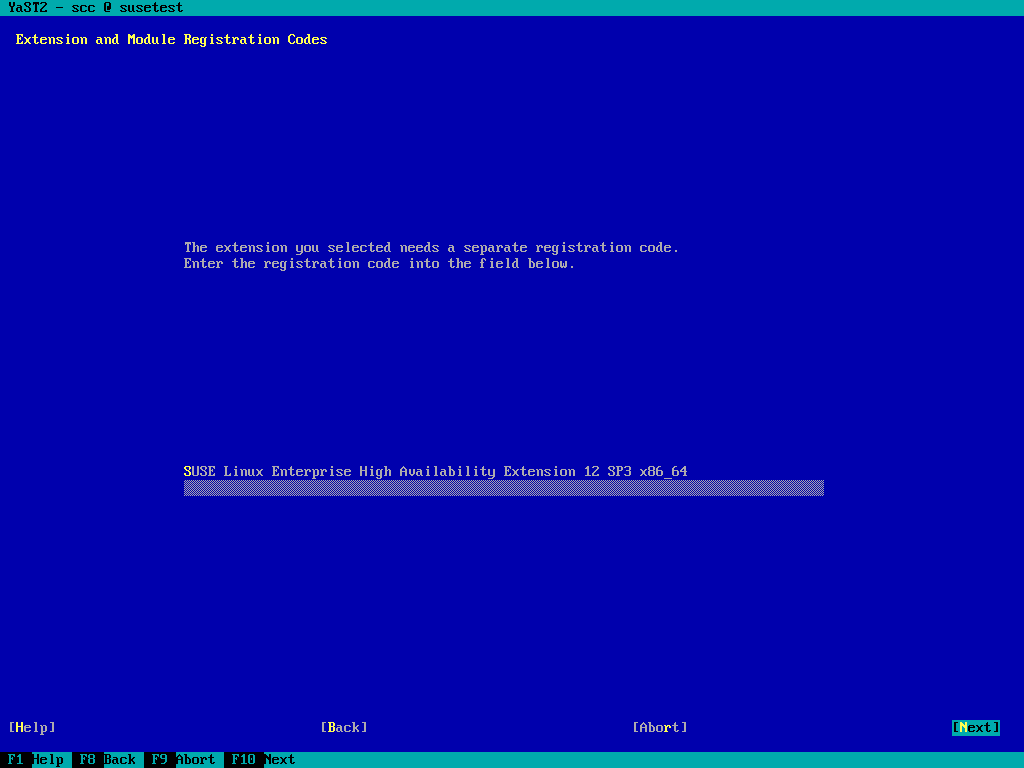 YaST2 - scc @ susetest
Extension and Module Registration Codes
The extension you selected needs a separate registration code.
Enter the registration code into the field below.
SUSE Linux Enterprise High Availability Extension 12 SP3 x86_64
[Help] [Back] [Abort] [Next]
F1 Help F8 Back F9 Abort F10 Next